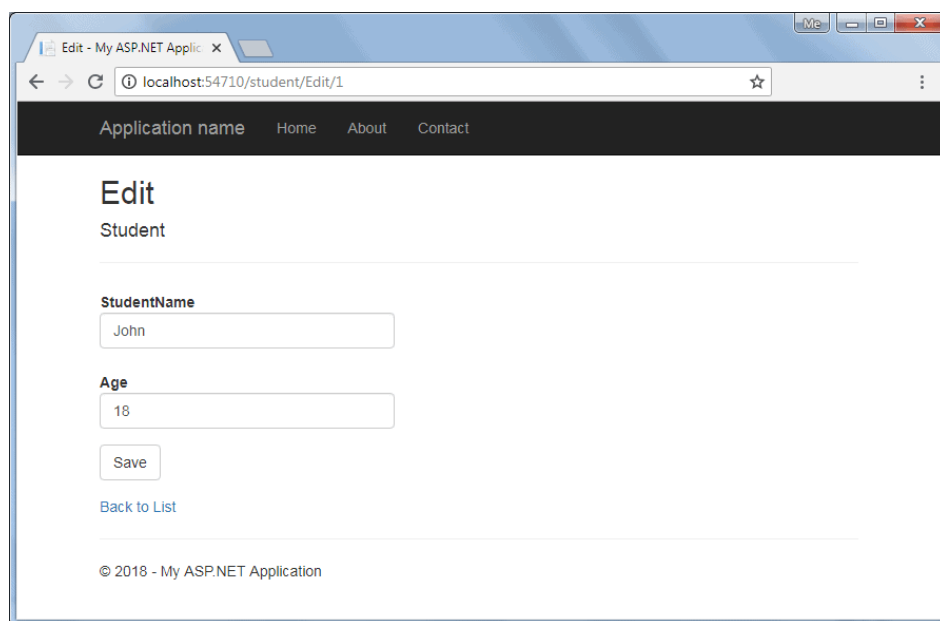 Me
Edit - My ASP.NET Applic
localhost:54710/student/Edit/1
Application name Home About Contact
Edit
Student
StudentName
John
Age
18
Save
Back to List
© 2018 - My ASP.NET Application